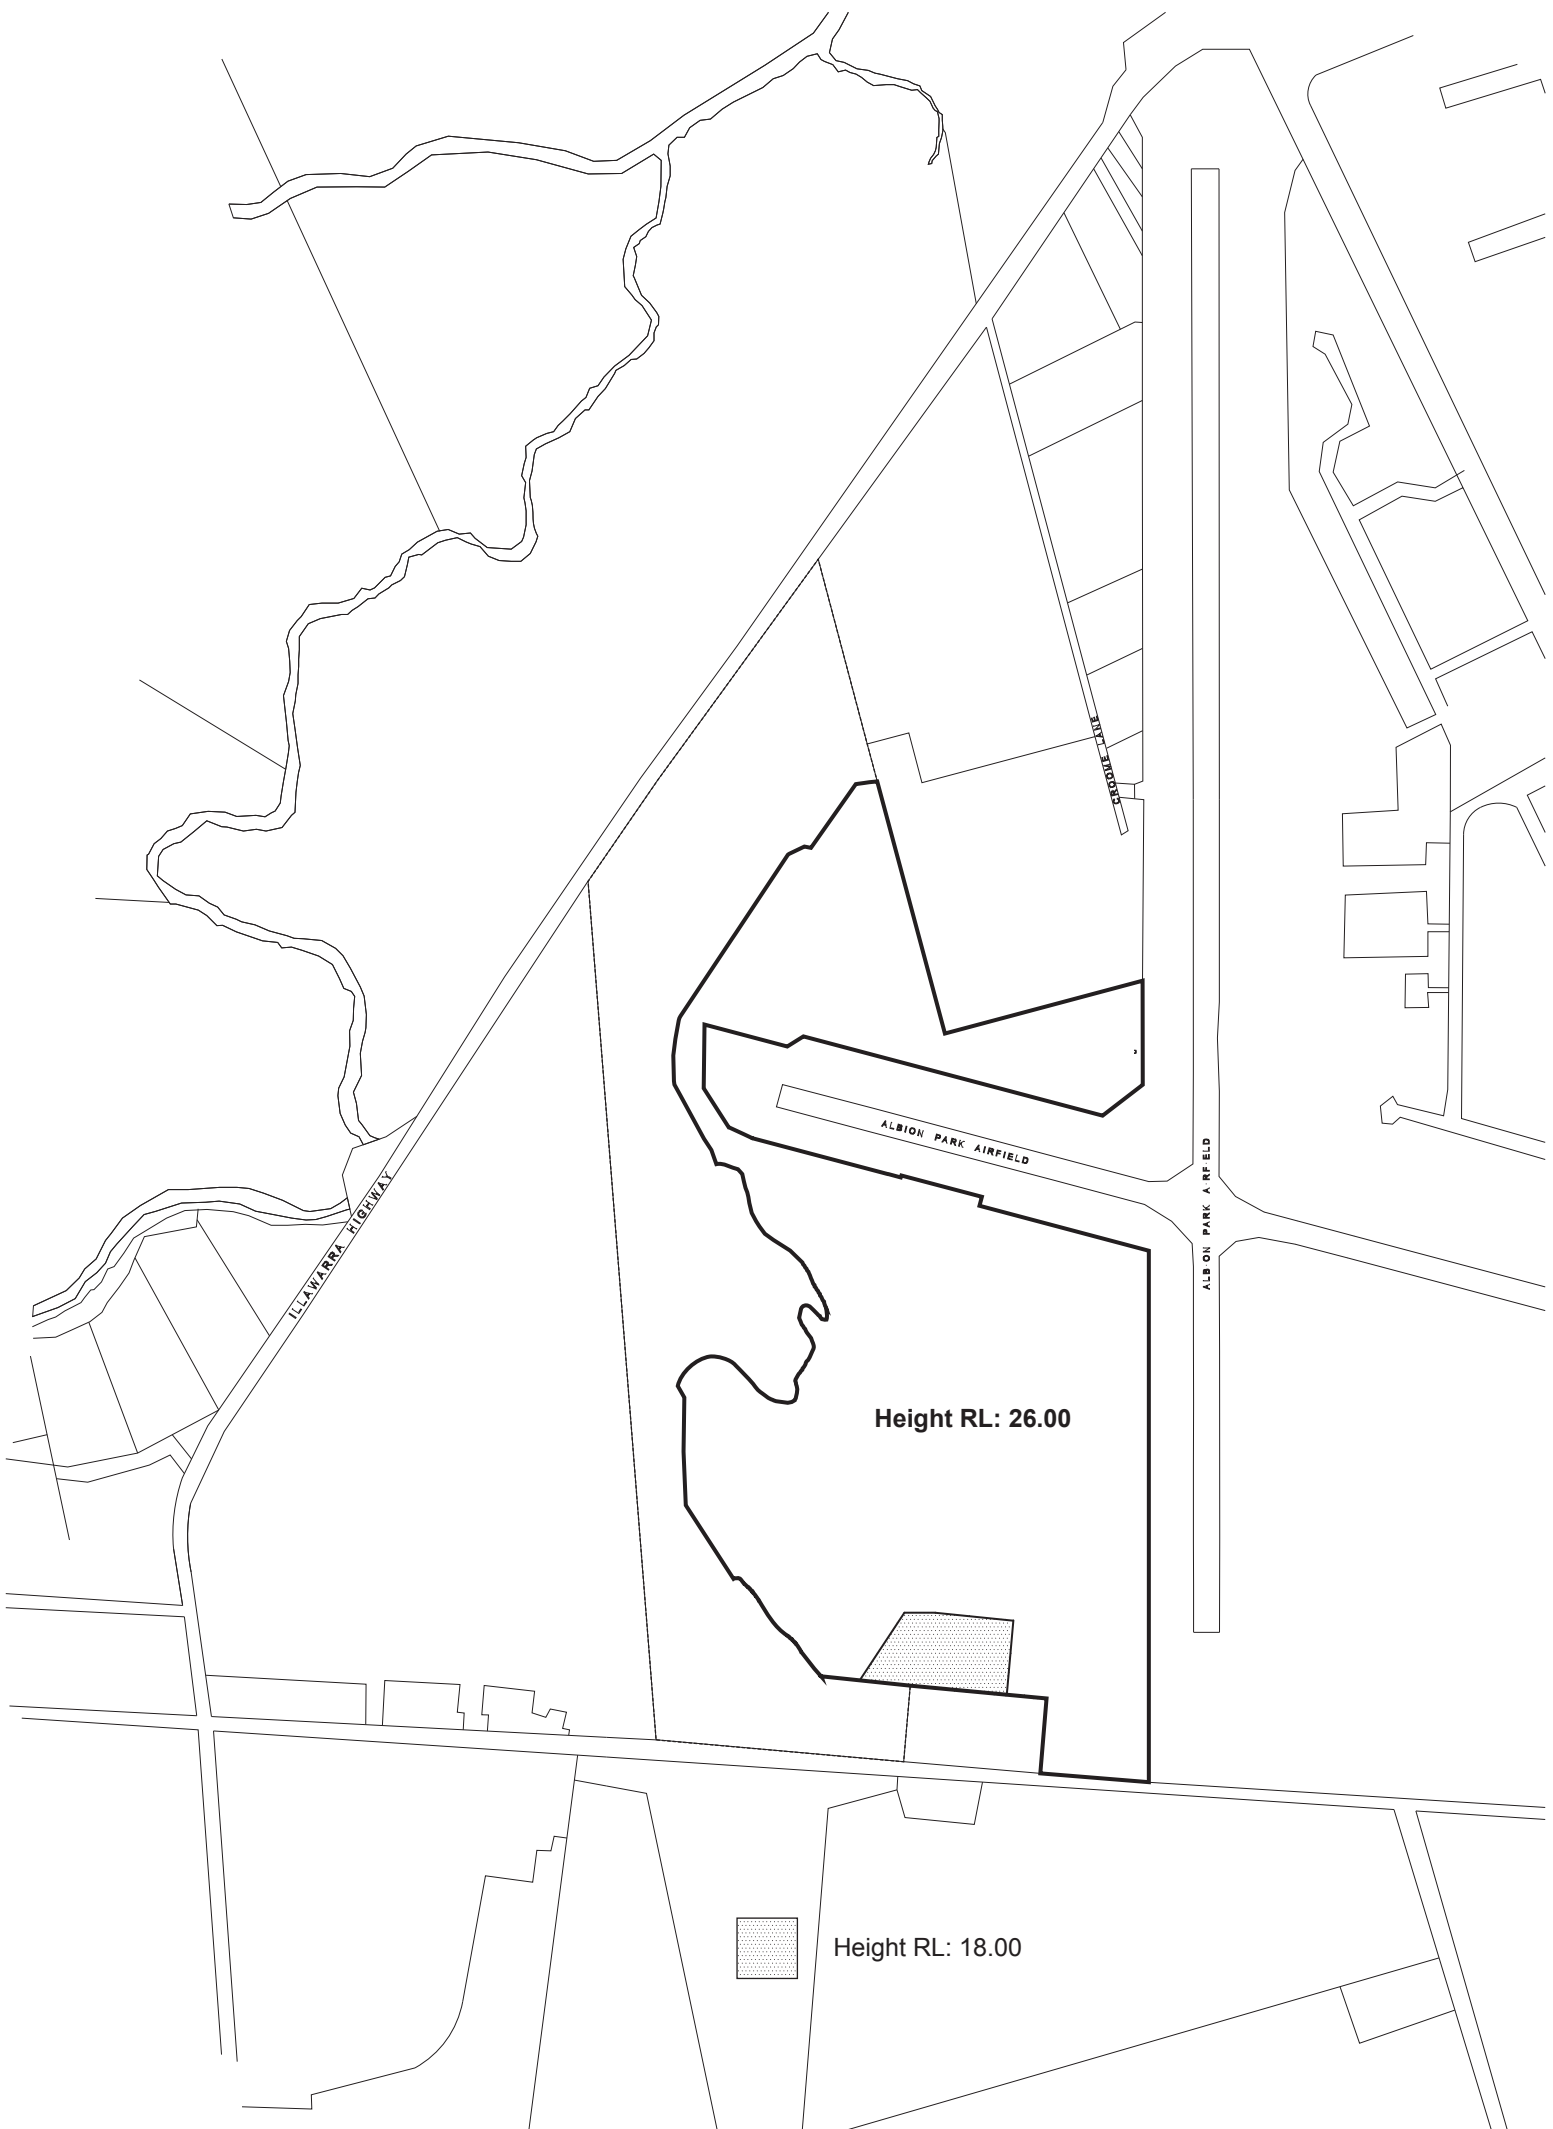 CROOME LANE
ALBION PARK AIRFIELD
ALBION PARK AIRFIELD
ILLAWARRA HIGHWAY
Height RL: 26.00
Height RL: 18.00